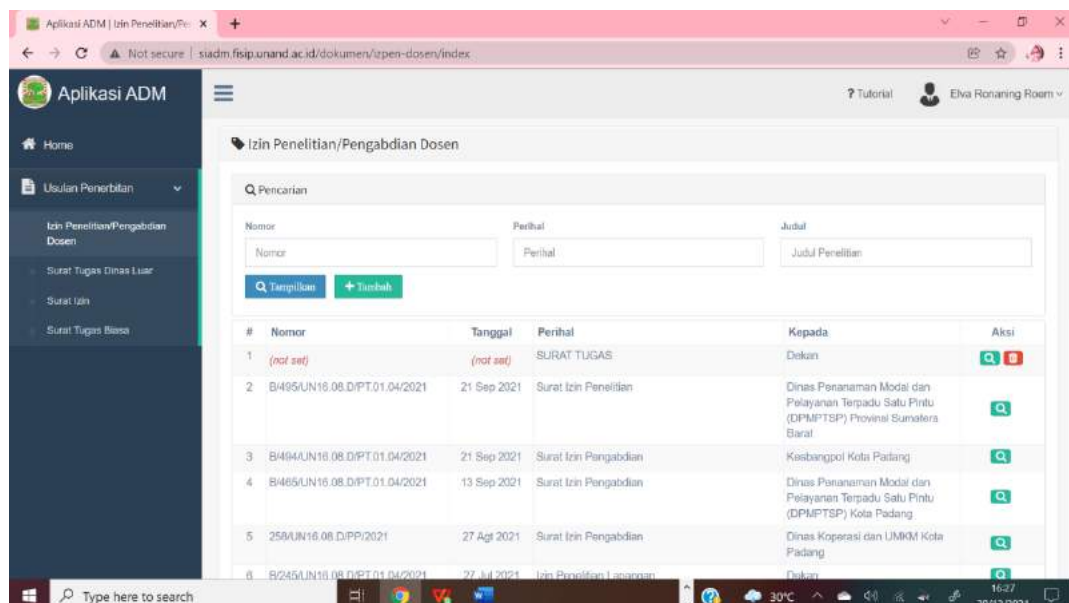 Aplikasi ADM | Izin Penelitian/Pe
Not secure | siadm.fisip.unand.ac.id/dokumen/izpen-dosen/index
Aplikasi ADM
? Tutorial
Elva Ronaning Roem
Home
Izin Penelitian/Pengabdian Dosen
Usulan Penerbitan
Pencarian
Izin Penelitian/Pengabdian
Dosen
Surat Tugas Dinas Luar
Surat Izin
Surat Tugas Biasa
Nomor Perihal Judul
Nomor Perihal Judul Penelitian
Tampilkan + Tambah
# Nomor Tanggal Perihal Kepada Aksi
1 (not set) (not set) SURAT TUGAS Dekan
2 B/495/UN16.08.D/PT.01.04/2021 21 Sep 2021 Surat Izin Penelitian Dinas Penanaman Modal dan
Pelayanan Terpadu Satu Pintu
(DPMPTSP) Provinsi Sumatera
Barat
3 B/494/UN16.08.D/PT.01.04/2021 21 Sep 2021 Surat Izin Pengabdian Kesbangpol Kota Padang
4 B/465/UN16.08.D/PT.01.04/2021 13 Sep 2021 Surat Izin Pengabdian Dinas Penanaman Modal dan
Pelayanan Terpadu Satu Pintu
(DPMPTSP) Kota Padang
5 258/UN16.08.D/PP/2021 27 Agt 2021 Surat Izin Pengabdian Dinas Koperasi dan UMKM Kota
Padang
6 B/245/UN16.08.D/PT.01.04/2021 27 Jul 2021 Izin Penelitian Lapangan Dekan
Type here to search
30°C
16:27